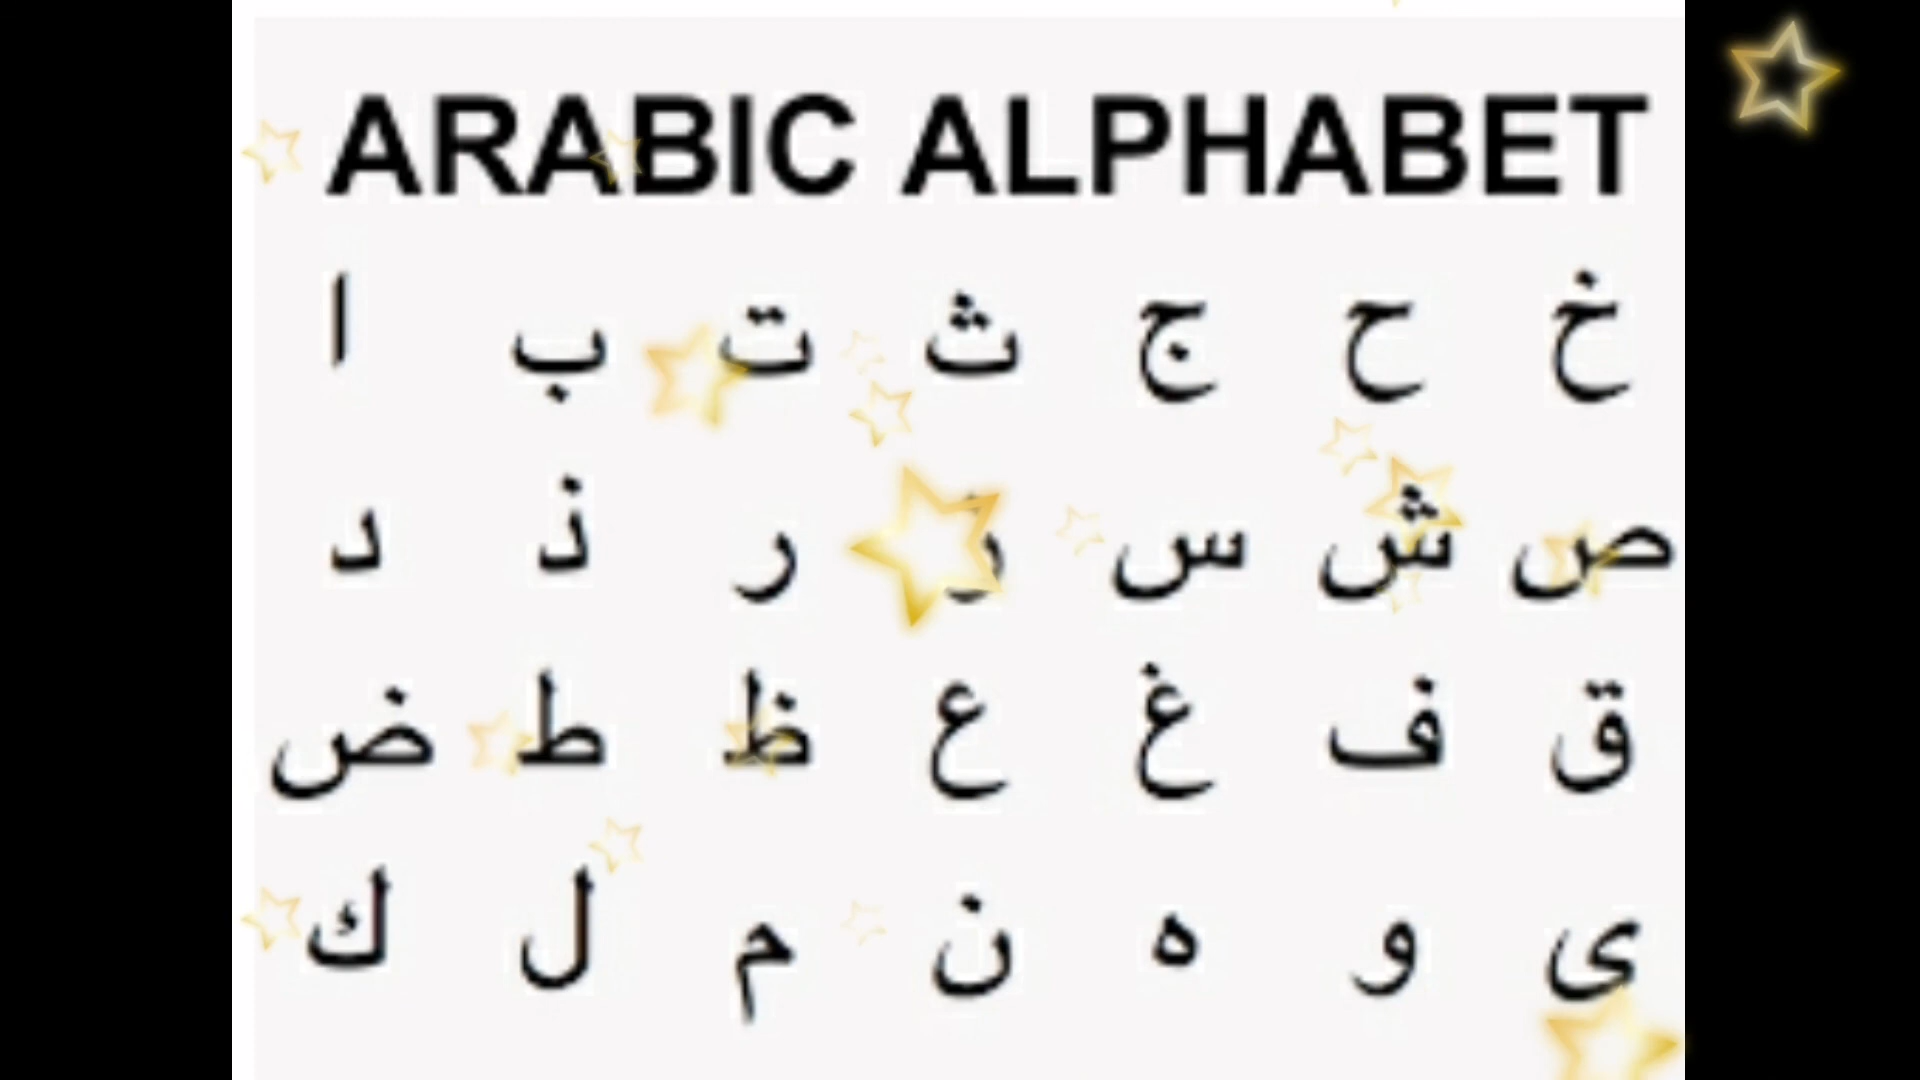 ARABIC ALPHABET
ا ب ت ث ج ح خ
د ذ ر ز س ش ص
ض ط ظ ع غ ف ق
ك ل م ن ه و ى